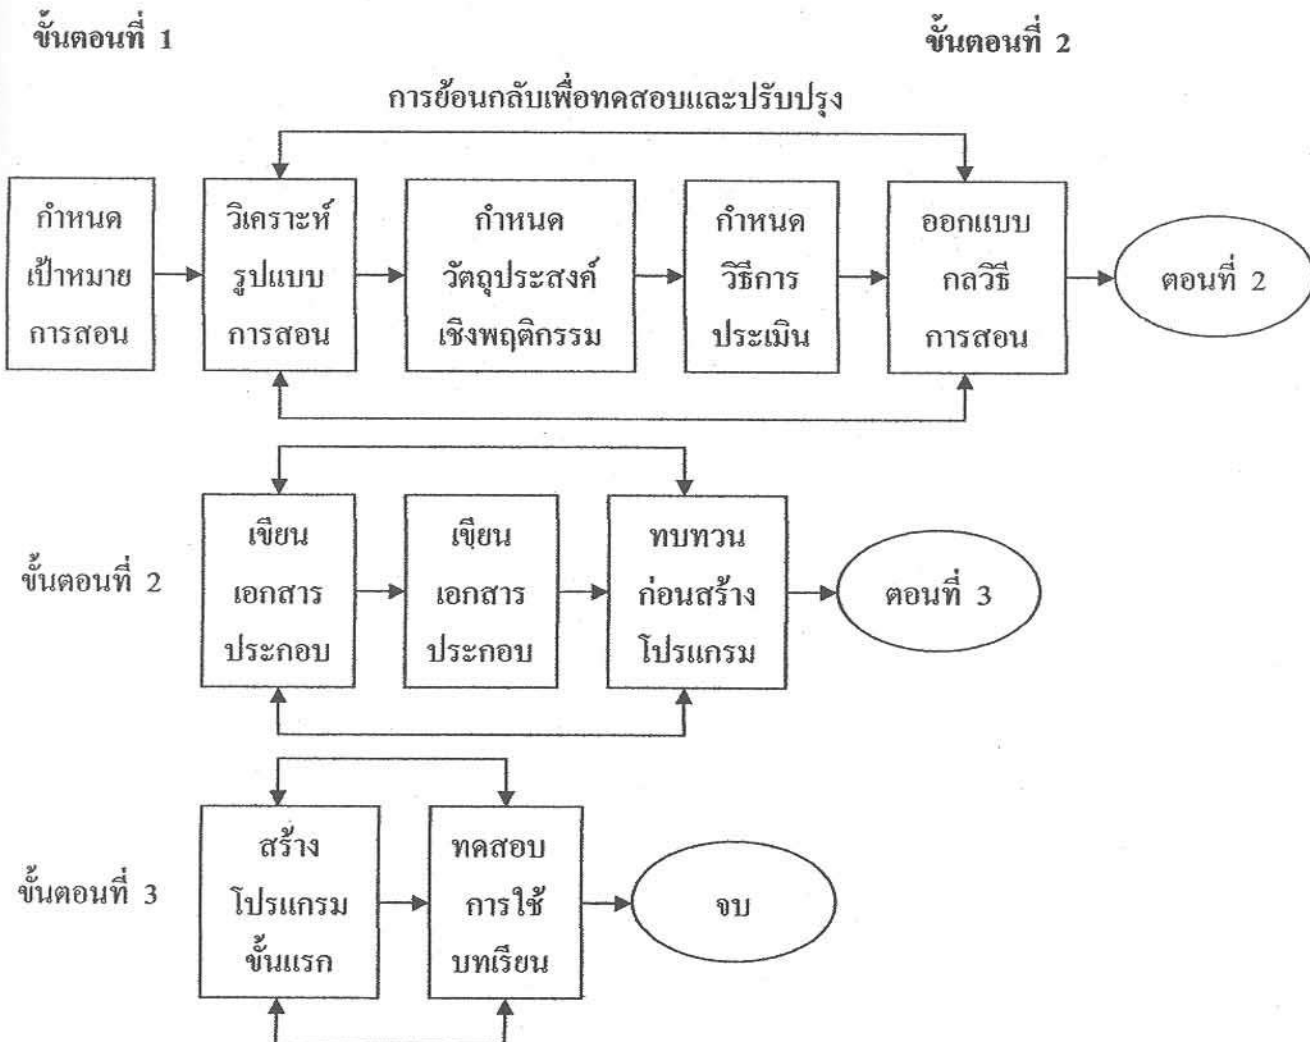 ขั้นตอนที่ 1
ขั้นตอนที่ 2
การย้อนกลับเพื่อทดสอบและปรับปรุง
กำหนด
เป้าหมาย
การสอน
วิเคราะห์
รูปแบบ
การสอน
กำหนด
วัตถุประสงค์
เชิงพฤติกรรม
กำหนด
วิธีการ
ประเมิน
ออกแบบ
กลวิธี
การสอน
ตอนที่ 2
ขั้นตอนที่ 2
เขียน
เอกสาร
ประกอบ
เขียน
เอกสาร
ประกอบ
ทบทวน
ก่อนสร้าง
โปรแกรม
ตอนที่ 3
ขั้นตอนที่ 3
สร้าง
โปรแกรม
ขั้นแรก
ทดสอบ
การใช้
บทเรียน
จบ